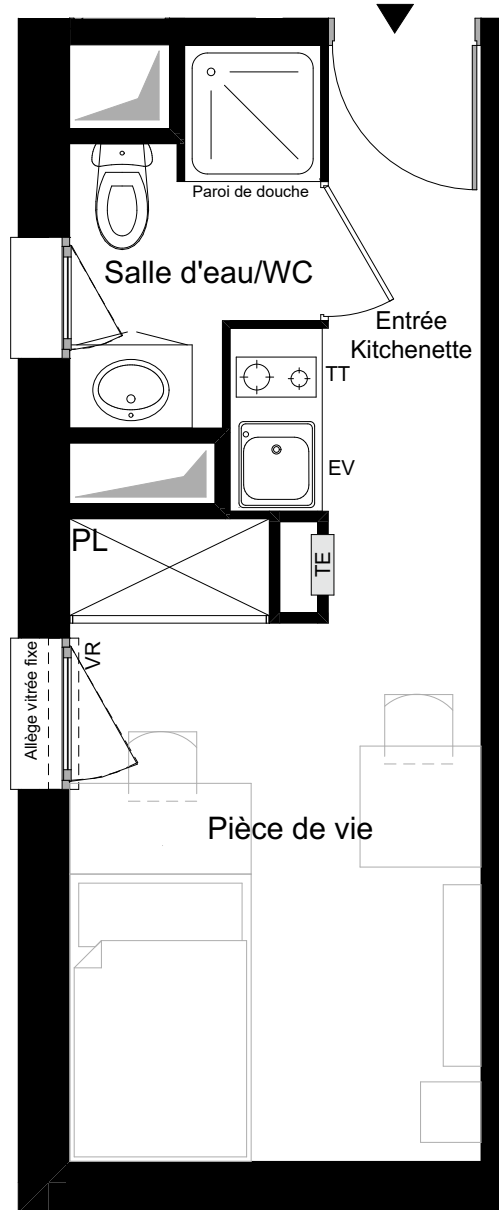 Paroi de douche
Salle d'eau/WC
Entrée
Kitchenette
TT
EV
PL
TE
VR
Allège vitrée fixe
Pièce de vie